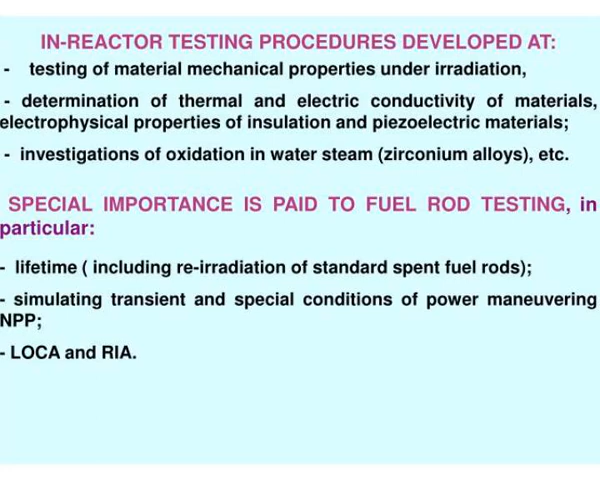 IN-REACTOR TESTING PROCEDURES DEVELOPED AT:
- testing of material mechanical properties under irradiation,
- determination of thermal and electric conductivity of materials,
electrophysical properties of insulation and piezoelectric materials;
- investigations of oxidation in water steam (zirconium alloys), etc.
SPECIAL IMPORTANCE IS PAID TO FUEL ROD TESTING, in
particular:
- lifetime ( including re-irradiation of standard spent fuel rods);
- simulating transient and special conditions of power maneuvering
NPP;
- LOCA and RIA.